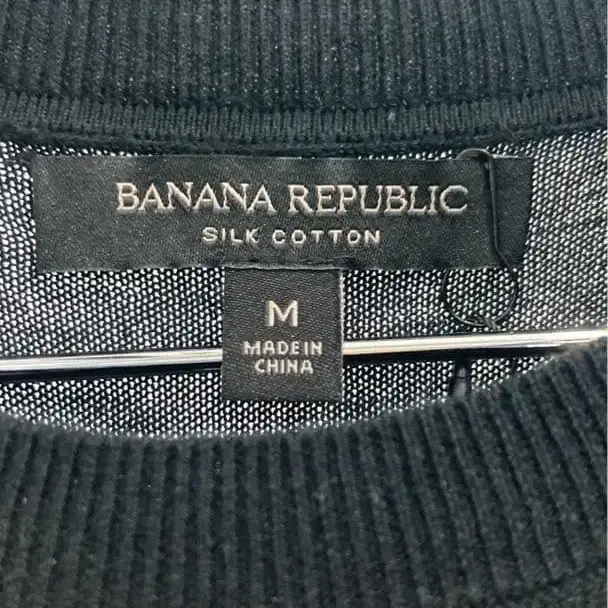 BANANA REPUBLIC
SILK COTTON
M
MADE IN
CHINA